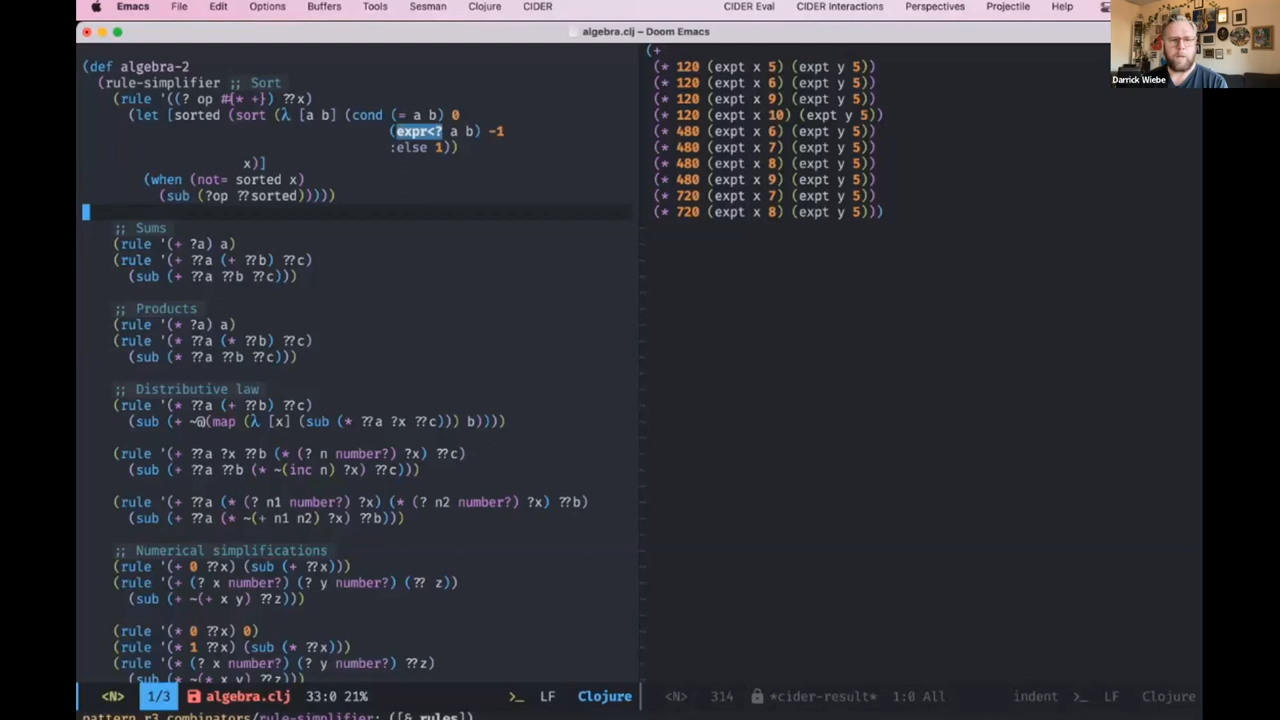 Emacs File Edit Options Buffers Tools Sesman Clojure CIDER CIDER Eval CIDER Interactions Perspectives Projectile Help
algebra.clj – Doom Emacs
Darrick Wiebe
(def algebra-2
(rule-simplifier ;; Sort
(rule '((? op #{* +}) ??x)
(let [sorted (sort (λ [a b] (cond (= a b) 0
(expr<? a b) -1
:else 1))
x)]
(when (not= sorted x)
(sub (?op ??sorted)))))
;; Sums
(rule '(+ ?a) a)
(rule '(+ ??a (+ ??b) ??c)
(sub (+ ??a ??b ??c)))
;; Products
(rule '(* ?a) a)
(rule '(* ??a (* ??b) ??c)
(sub (* ??a ??b ??c)))
;; Distributive law
(rule '(* ??a (+ ??b) ??c)
(sub (+ ~@(map (λ [x] (sub (* ??a ?x ??c))) b))))
(rule '(+ ??a ?x ??b (* (? n number?) ?x) ??c)
(sub (+ ??a ??b (* ~(inc n) ?x) ??c)))
(rule '(+ ??a (* (? n1 number?) ?x) (* (? n2 number?) ?x) ??b)
(sub (+ ??a (* ~(+ n1 n2) ?x) ??b)))
;; Numerical simplifications
(rule '(+ 0 ??x) (sub (+ ??x)))
(rule '(+ (? x number?) (? y number?) (?? z))
(sub (+ ~(+ x y) ??z)))
(rule '(* 0 ??x) 0)
(rule '(* 1 ??x) (sub (* ??x)))
(rule '(* (? x number?) (? y number?) ??z)
(sub (* ~(* x y) ??z)))
<N> 1/3 algebra.clj 33:0 21% >_ LF Clojure
pattern.r3.combinators/rule-simplifier: ([& rules])
(+
(* 120 (expt x 5) (expt y 5))
(* 120 (expt x 6) (expt y 5))
(* 120 (expt x 9) (expt y 5))
(* 120 (expt x 10) (expt y 5))
(* 480 (expt x 6) (expt y 5))
(* 480 (expt x 7) (expt y 5))
(* 480 (expt x 8) (expt y 5))
(* 480 (expt x 9) (expt y 5))
(* 720 (expt x 7) (expt y 5))
(* 720 (expt x 8) (expt y 5)))
<N> 314 *cider-result* 1:0 All indent >_ LF Clojure